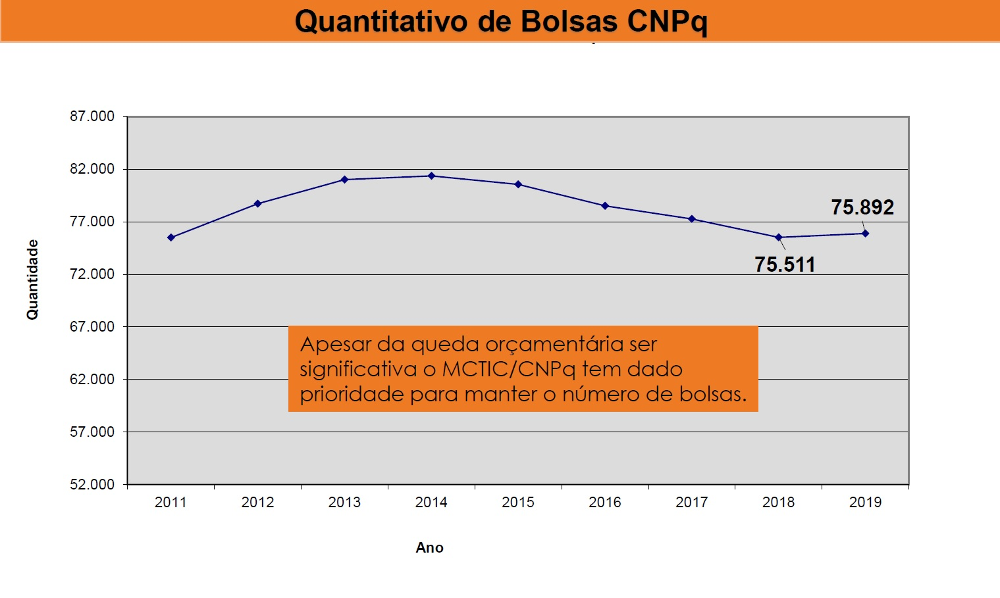 Quantitativo de Bolsas CNPq
87.000
82.000
77.000
72.000
67.000
62.000
57.000
52.000
Quantidade
75.892
75.511
Apesar da queda orçamentária ser
significativa o MCTIC/CNPq tem dado
prioridade para manter o número de bolsas.
2011 2012 2013 2014 2015 2016 2017 2018 2019
Ano